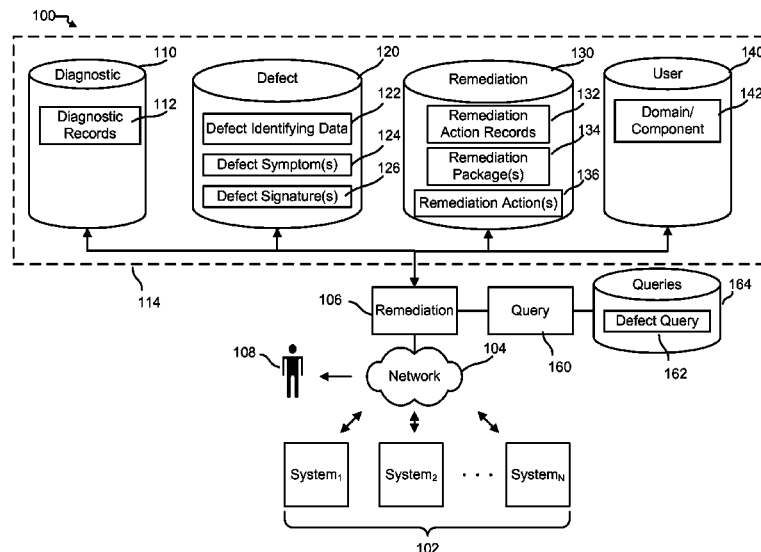 100
110
120
130
140
Diagnostic
Defect
Remediation
User
112
122
132
142
Diagnostic
Records
Defect Identifying Data
Remediation
Action Records
Domain/
Component
124
134
Defect Symptom(s)
Remediation
Package(s)
126
136
Defect Signature(s)
Remediation Action(s)
114
106
Remediation
Query
Queries
164
Defect Query
160
162
108
104
Network
System1
System2
. . .
SystemN
102